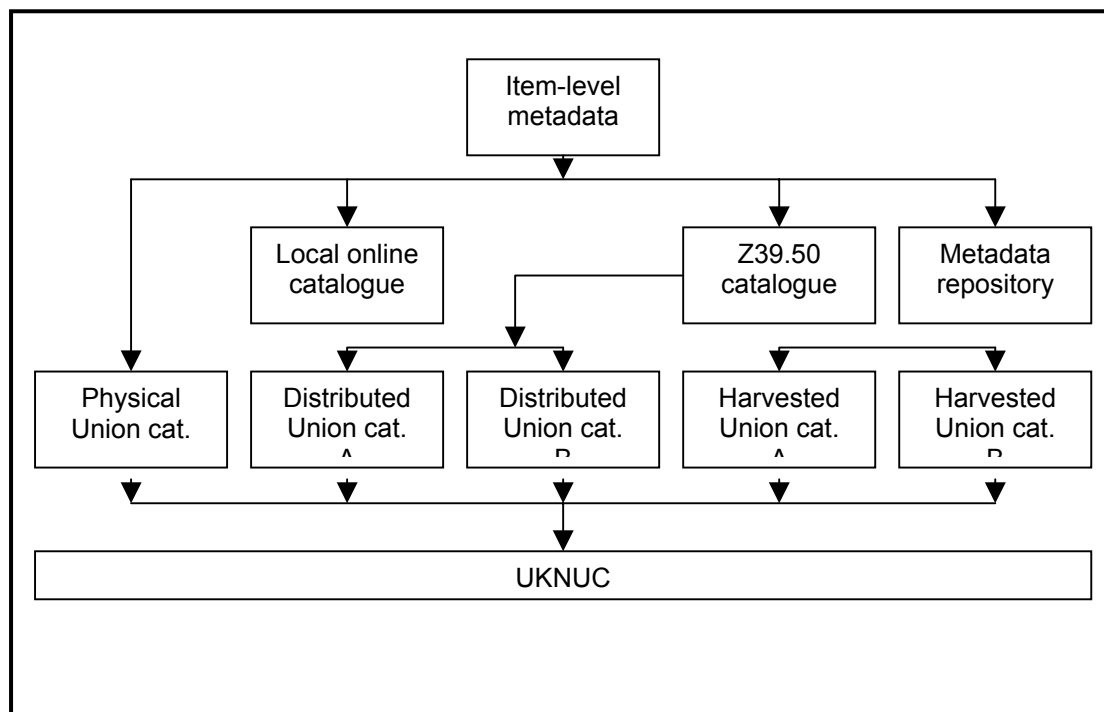 Item-level
metadata
Local online
catalogue
Z39.50
catalogue
Metadata
repository
Physical
Union cat.
Distributed
Union cat.
Distributed
Union cat.
Harvested
Union cat.
Harvested
Union cat.
UKNUC